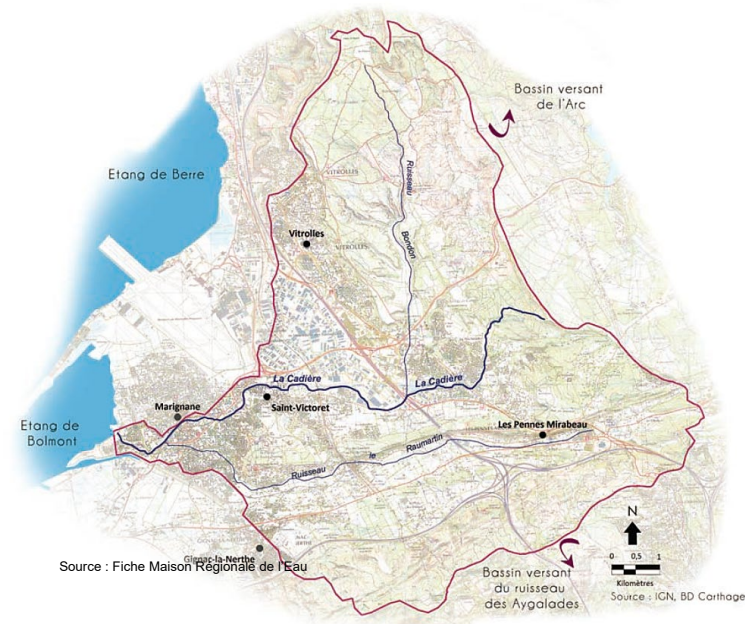 Bassin versant
de l'Arc
Etang de Berre
Ruisseau
Bondon
VITROLLES
Vitrolles
VITROLLES
La Cadière
La Cadière
Marignane
Saint-Victoret
Etang de
Bolmont
Les Pennes Mirabeau
Ruisseau
le
Raumartin
N
Gignac-la-Nerthe
Source : Fiche Maison Régionale de l'Eau
0 0,5 1
Kilomètres
Bassin versant
du ruisseau
des Aygalades
Source : IGN, BD Carthage